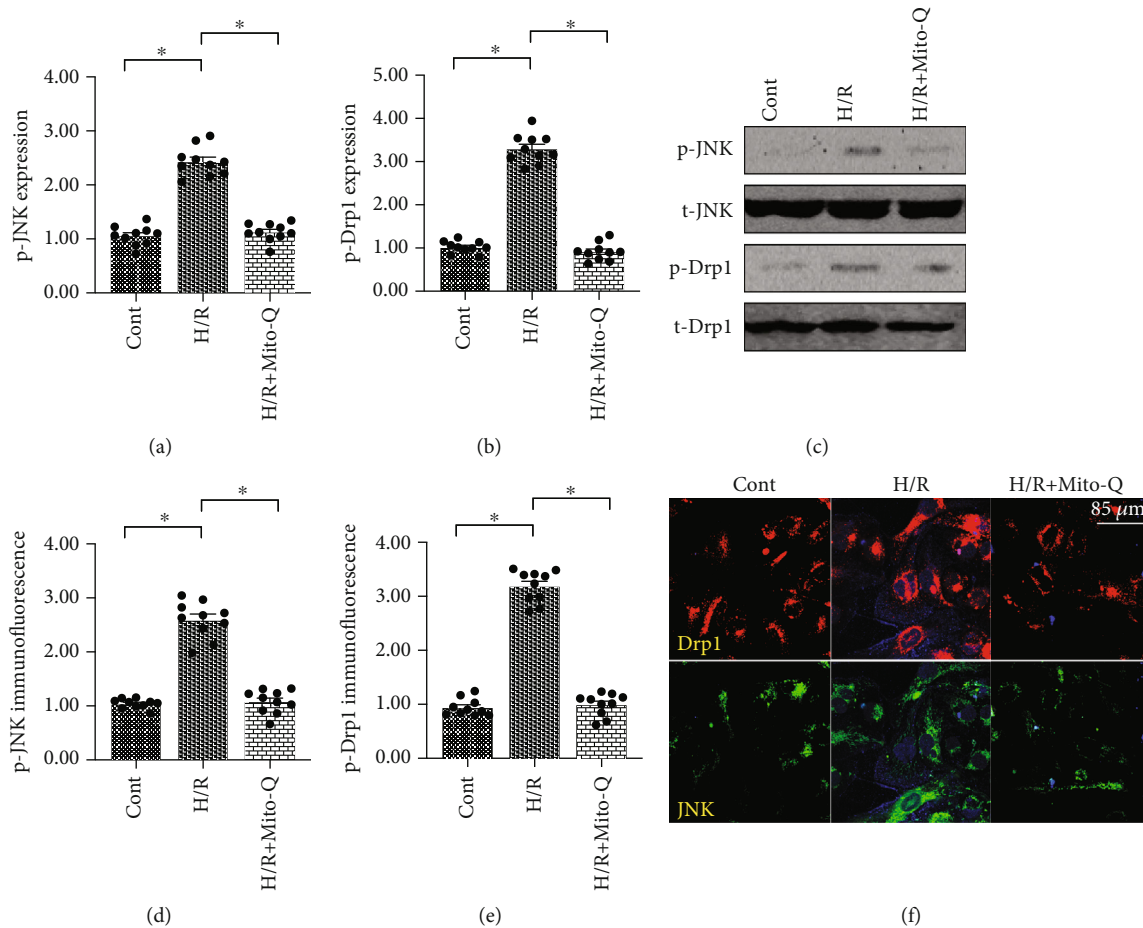 *
*
p-JNK expression
4.00
3.00
2.00
1.00
0.00
Cont
H/R
H/R+Mito-Q
(a)
*
*
p-Drp1 expression
5.00
4.00
3.00
2.00
1.00
0.00
Cont
H/R
H/R+Mito-Q
(b)
Cont
H/R
H/R+Mito-Q
p-JNK
t-JNK
p-Drp1
t-Drp1
(c)
*
*
p-JNK immunofluorescence
4.00
3.00
2.00
1.00
0.00
Cont
H/R
H/R+Mito-Q
(d)
*
*
p-Drp1 immunofluorescence
4.00
3.00
2.00
1.00
0.00
Cont
H/R
H/R+Mito-Q
(e)
Cont
H/R
H/R+Mito-Q
85 μm
Drp1
JNK
(f)